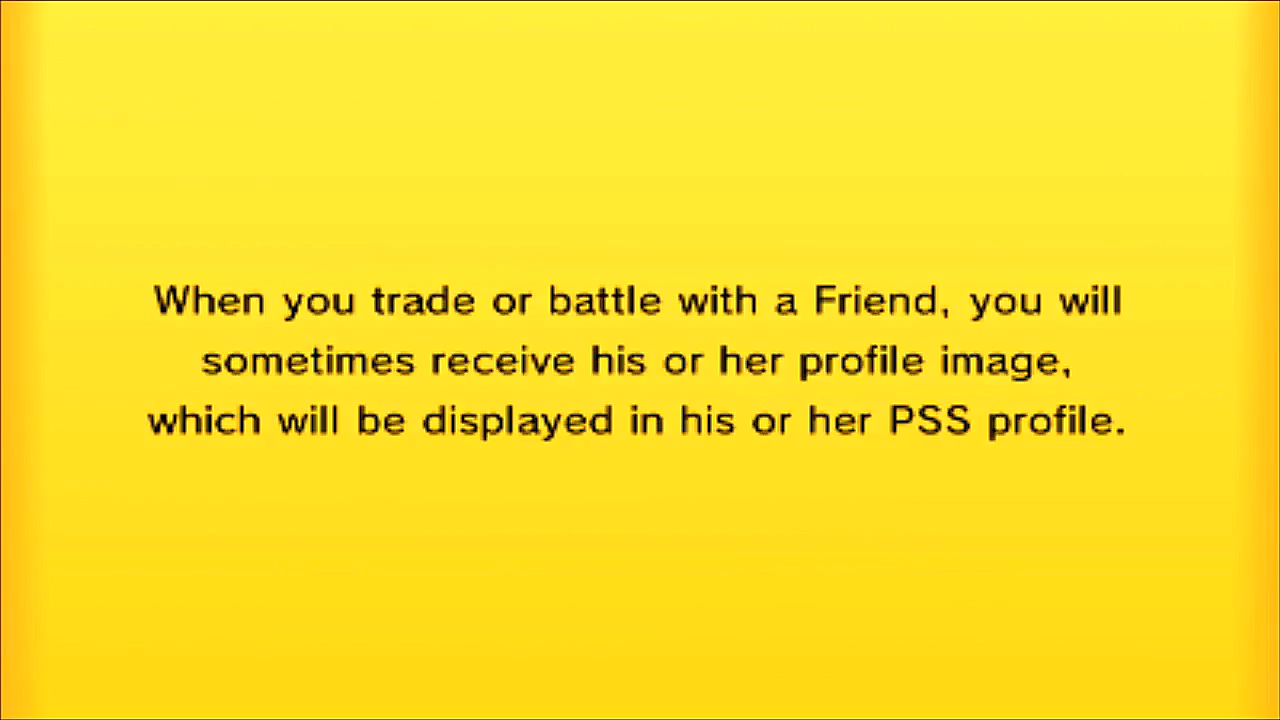 When you trade or battle with a Friend, you will
sometimes receive his or her profile image,
which will be displayed in his or her PSS profile.